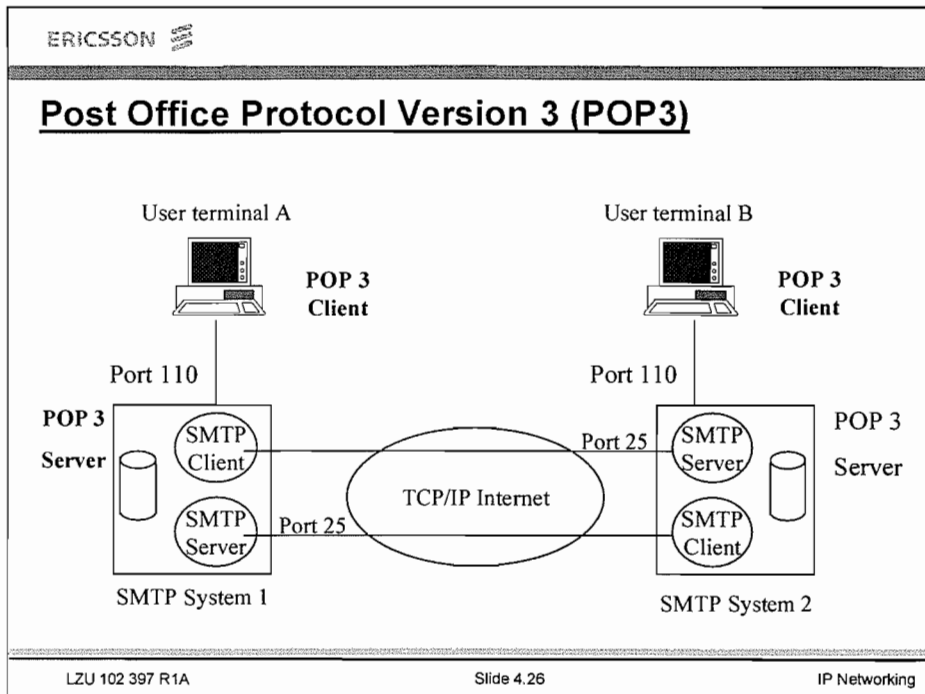 ERICSSON
Post Office Protocol Version 3 (POP3)
User terminal A
User terminal B
POP 3
Client
POP 3
Client
Port 110
Port 110
POP 3
Server
SMTP
Client
Port 25
SMTP
Server
POP 3
Server
TCP/IP Internet
SMTP
Server
Port 25
SMTP
Client
SMTP System 1
SMTP System 2
LZU 102 397 R1A
Slide 4.26
IP Networking